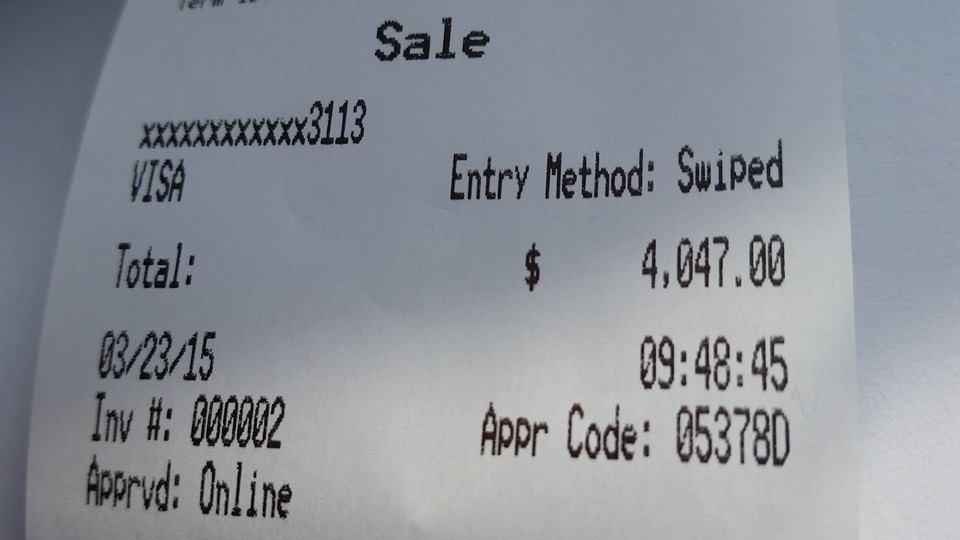 Sale
xxxxxxxxxxxx3113
VISA Entry Method: Swiped
Total: $ 4,047.00
03/23/15 09:48:45
Inv #: 000002 Appr Code: 05378D
Apprvd: Online